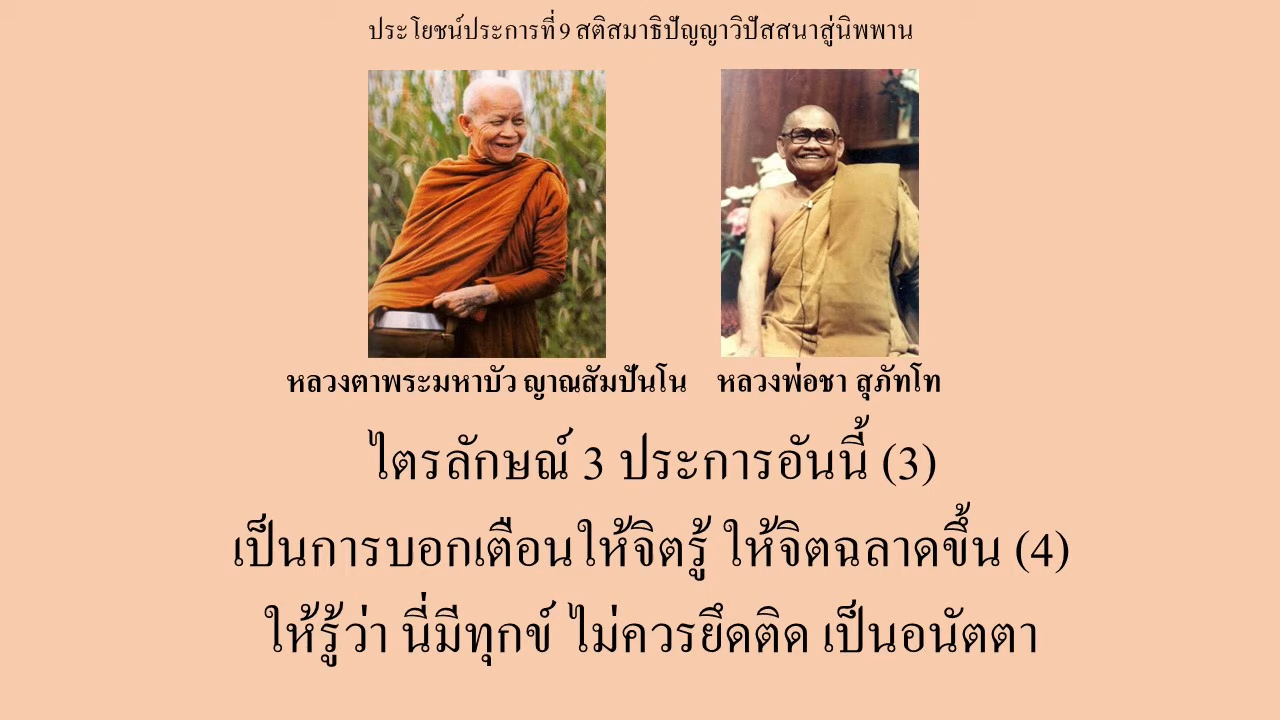 ประโยชน์ประการที่ 9 สติสมาธิปัญญาวิปัสสนาสู่นิพพาน
หลวงตาพระมหาบัว ญาณสัมปันโน หลวงพ่อชา สุภัทโท
ไตรลักษณ์ 3 ประการอันนี้ (3)
เป็นการบอกเตือนให้จิตรู้ ให้จิตฉลาดขึ้น (4)
ให้รู้ว่า นี่มีทุกข์ ไม่ควรยึดติด เป็นอนัตตา